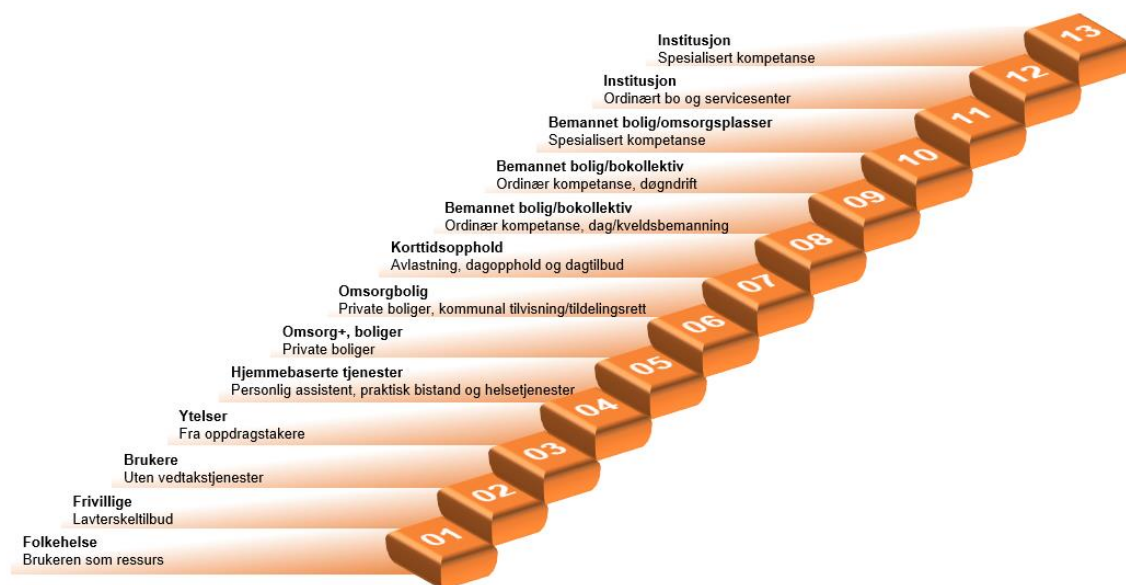 Institusjon
Spesialisert kompetanse
13
Institusjon
Ordinært bo og servicesenter
12
Bemannet bolig/omsorgsplasser
Spesialisert kompetanse
11
Bemannet bolig/bokollektiv
Ordinær kompetanse, døgndrift
10
Bemannet bolig/bokollektiv
Ordinær kompetanse, dag/kveldsbemanning
09
Korttidsopphold
Avlastning, dagopphold og dagtilbud
08
Omsorgbolig
Private boliger, kommunal tilvisning/tildelingsrett
07
Omsorg+, boliger
Private boliger
06
Hjemmebaserte tjenester
Personlig assistent, praktisk bistand og helsetjenester
05
Ytelser
Fra oppdragstakere
04
Brukere
Uten vedtakstjenester
03
Frivillige
Lavterskeltilbud
02
Folkehelse
Brukeren som ressurs
01